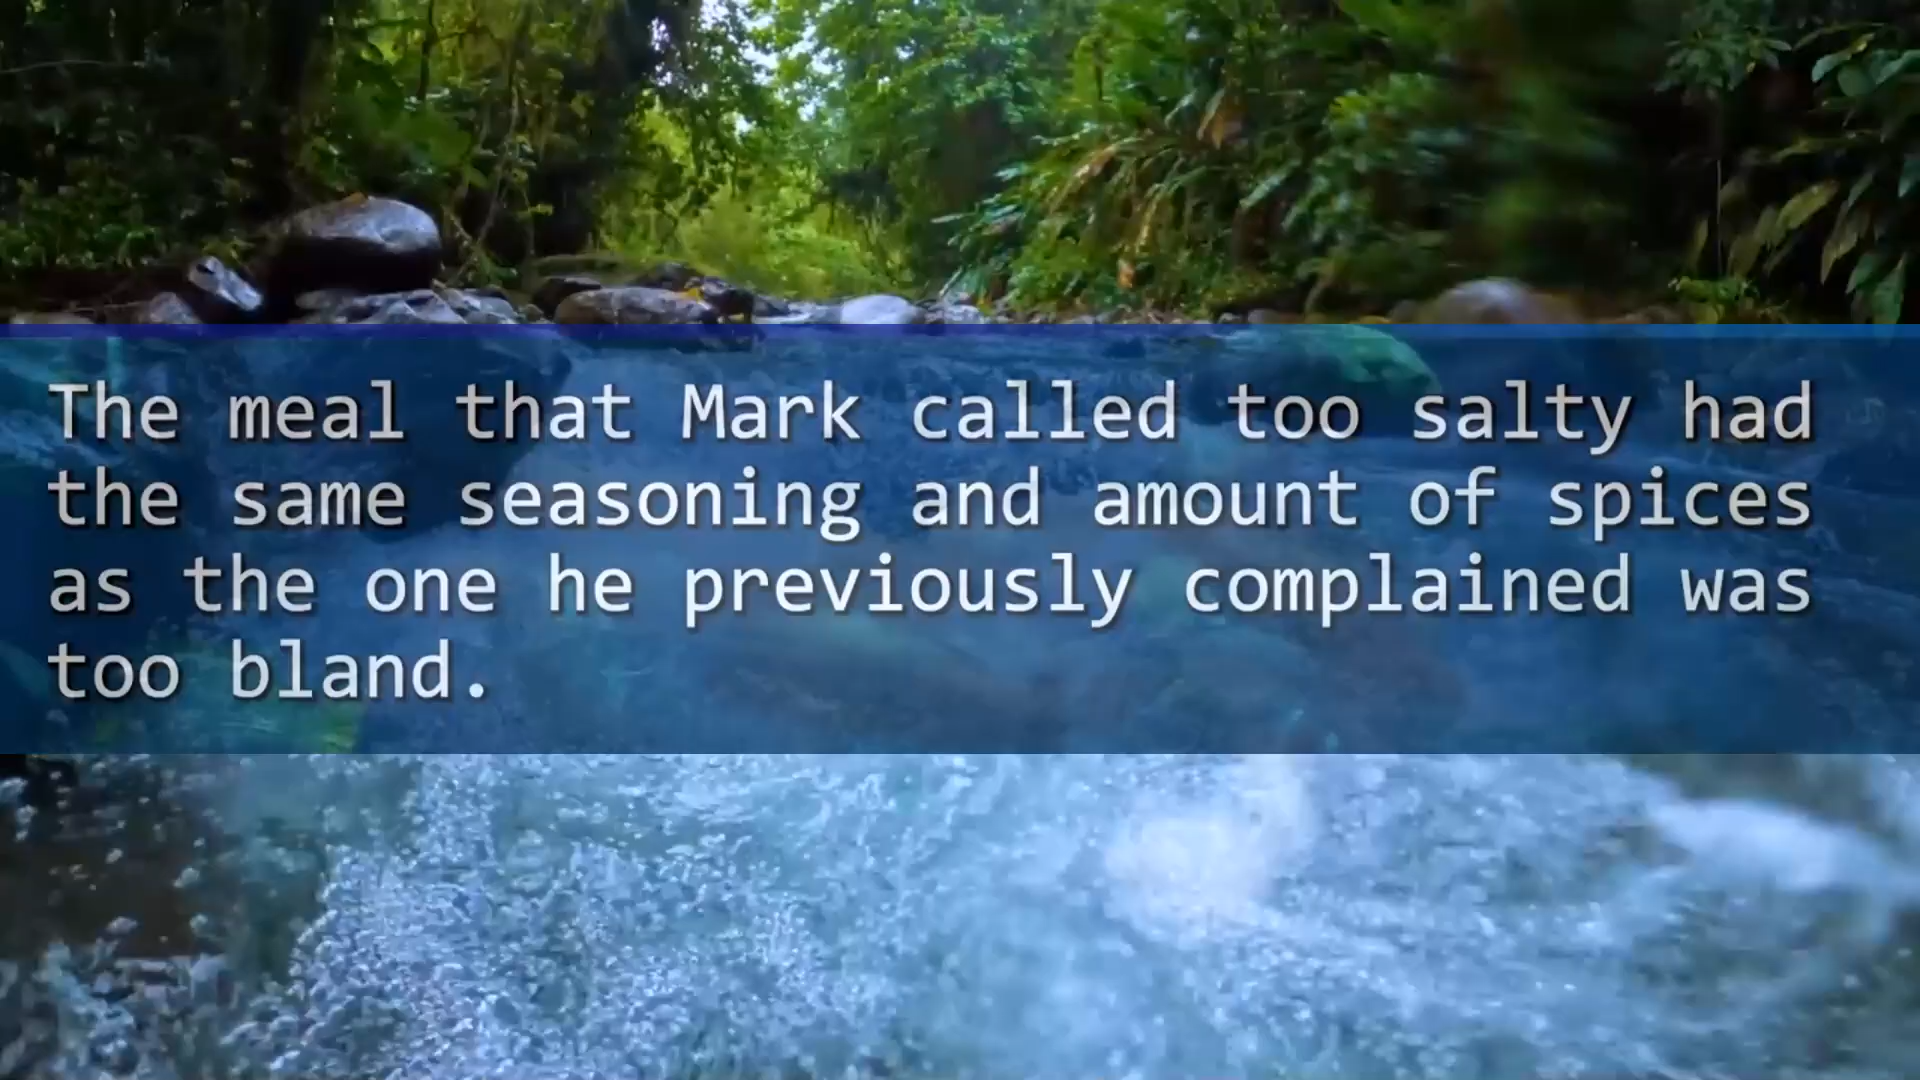 The meal that Mark called too salty had
the same seasoning and amount of spices
as the one he previously complained was
too bland.